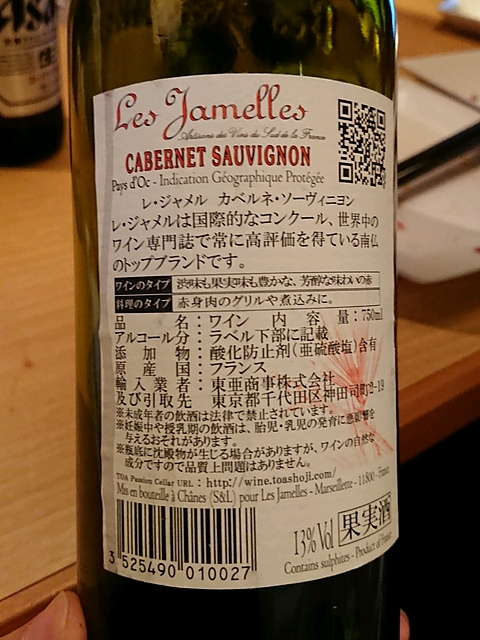 Les Jamelles
Artisans des Vins du Sud de la France
CABERNET SAUVIGNON
Pays d'Oc - Indication Géographique Protégée
レ・ジャメル カベルネ・ソーヴィニヨン
レ・ジャメルは国際的なコンクール、世界中の
ワイン専門誌で常に高評価を得ている南仏
のトップブランドです。
ワインのタイプ 渋味も果実味も豊かな、芳醇な味わいの赤
料理のタイプ 赤身肉のグリルや煮込みに。
品名:ワイン 内容量:750ml
アルコール分:ラベル下部に記載
添加物:酸化防止剤(亜硫酸塩)含有
原産国:フランス
輸入業者:東亜商事株式会社
及び引取先 東京都千代田区神田司町2-19
※未成年者の飲酒は法律で禁止されています。
※妊娠中や授乳期の飲酒は、胎児・乳児の発育に悪影響を
与えるおそれがあります。
※瓶底に沈殿物が生じる場合がありますが、ワインの自然な
成分ですので品質上問題はありません。
TOA Passion Cellar URL : http://wine.toashoji.com/
Mis en bouteille à Chânes (S&L) pour Les Jamelles - Marseillette - 11800 - France
3 525490 010027
13% Vol
果実酒
Contains sulphites - Product of France